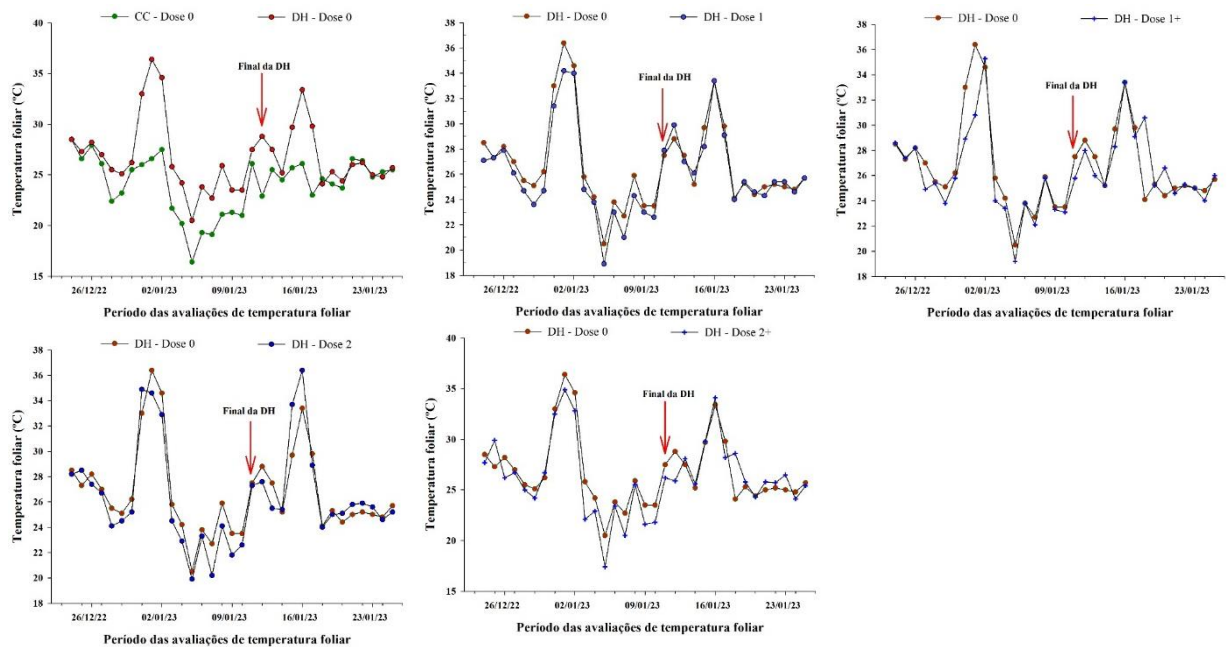 CC - Dose 0
DH - Dose 0
40
35
30
25
20
15
Temperatura foliar (ºC)
Final da DH
26/12/22
02/01/23
09/01/23
16/01/23
23/01/23
Período das avaliações de temperatura foliar
DH - Dose 0
DH - Dose 1
38
36
34
32
30
28
26
24
22
20
18
Temperatura foliar (ºC)
Final da DH
26/12/22
02/01/23
09/01/23
16/01/23
23/01/23
Período das avaliações de temperatura foliar
DH - Dose 0
DH - Dose 1+
38
36
34
32
30
28
26
24
22
20
18
Temperatura foliar (ºC)
Final da DH
26/12/22
02/01/23
09/01/23
16/01/23
23/01/23
Período das avaliações de temperatura foliar
DH - Dose 0
DH - Dose 2
38
36
34
32
30
28
26
24
22
20
18
Temperatura foliar (ºC)
Final da DH
26/12/22
02/01/23
09/01/23
16/01/23
23/01/23
Período das avaliações de temperatura foliar
DH - Dose 0
DH - Dose 2+
40
35
30
25
20
15
Temperatura foliar (ºC)
Final da DH
26/12/22
02/01/23
09/01/23
16/01/23
23/01/23
Período das avaliações de temperatura foliar